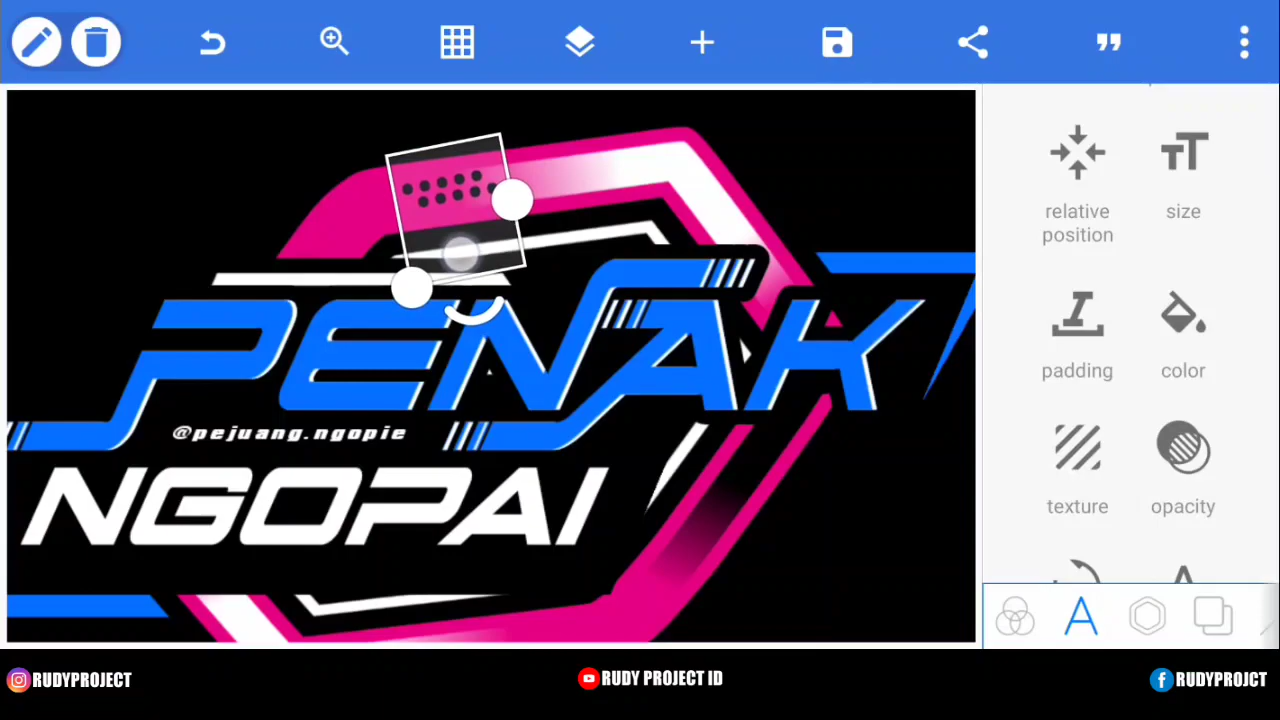 relative position
size
padding
color
texture
opacity
PENAK
@pejuang.ngopie
NGOPAI
RUDYPROJECT
RUDY PROJECT ID
RUDYPROJCT